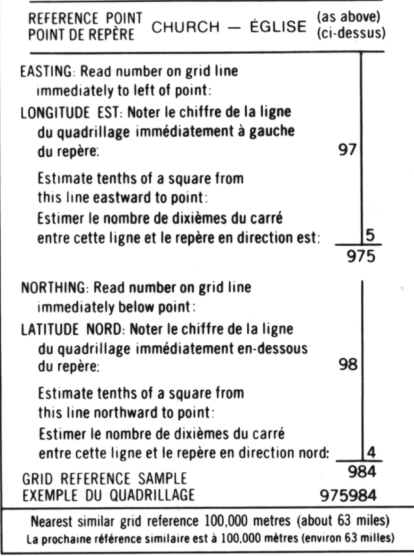 REFERENCE POINT CHURCH — ÉGLISE (as above)
POINT DE REPÈRE (ci-dessus)
EASTING: Read number on grid line
immediately to left of point:
LONGITUDE EST: Noter le chiffre de la ligne
du quadrillage immédiatement à gauche
du repère: 97
Estimate tenths of a square from
this line eastward to point:
Estimer le nombre de dixièmes du carré
entre cette ligne et le repère en direction est: 5
975
NORTHING: Read number on grid line
immediately below point:
LATITUDE NORD: Noter le chiffre de la ligne
du quadrillage immédiatement en-dessous
du repère: 98
Estimate tenths of a square from
this line northward to point:
Estimer le nombre de dixièmes du carré
entre cette ligne et le repère en direction nord: 4
984
GRID REFERENCE SAMPLE
EXEMPLE DU QUADRILLAGE 975984
Nearest similar grid reference 100,000 metres (about 63 miles)
La prochaine référence similaire est à 100,000 mètres (environ 63 milles)